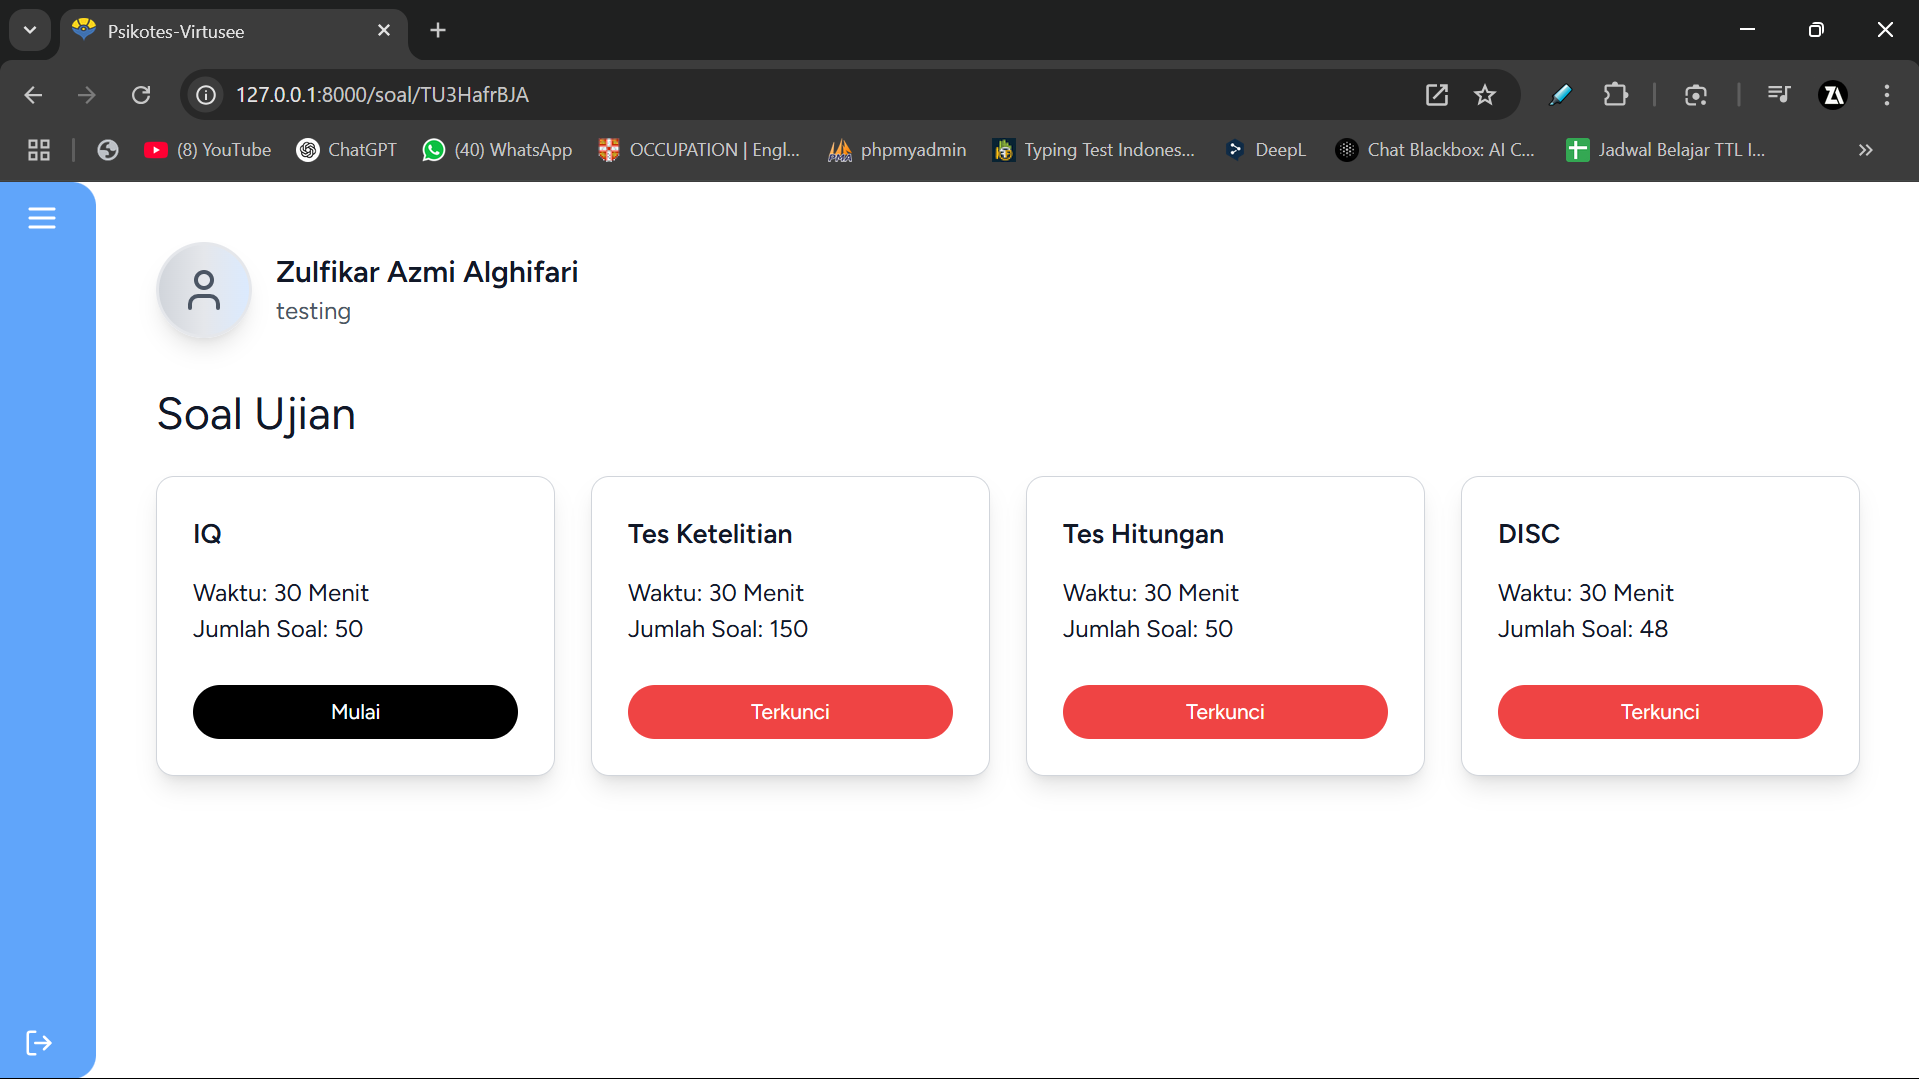 Psikotes-Virtusee
127.0.0.1:8000/soal/TU3HafrBJA
ZA
(8) YouTube
ChatGPT
(40) WhatsApp
OCCUPATION | Engl...
phpmyadmin
Typing Test Indones...
DeepL
Chat Blackbox: AI C...
Jadwal Belajar TTL I...
Zulfikar Azmi Alghifari
testing
Soal Ujian
IQ
Waktu: 30 Menit
Jumlah Soal: 50
Mulai
Tes Ketelitian
Waktu: 30 Menit
Jumlah Soal: 150
Terkunci
Tes Hitungan
Waktu: 30 Menit
Jumlah Soal: 50
Terkunci
DISC
Waktu: 30 Menit
Jumlah Soal: 48
Terkunci